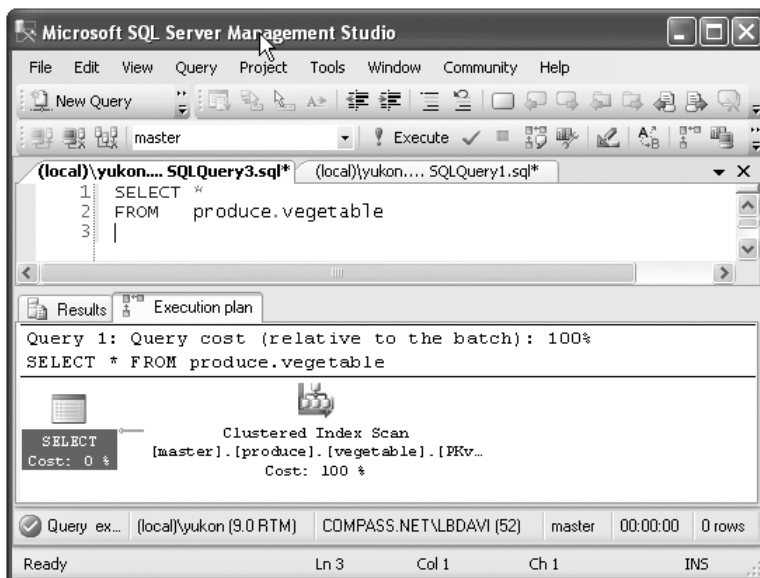 Microsoft SQL Server Management Studio
File Edit View Query Project Tools Window Community Help
New Query
master Execute
(local)\yukon.... SQLQuery3.sql* (local)\yukon.... SQLQuery1.sql*
1 SELECT *
2 FROM produce.vegetable
3
Results Execution plan
Query 1: Query cost (relative to the batch): 100%
SELECT * FROM produce.vegetable
SELECT
Cost: 0 %
Clustered Index Scan
[master].[produce].[vegetable].[PKv…
Cost: 100 %
Query ex... (local)\yukon (9.0 RTM) COMPASS.NET\LBDAVI (52) master 00:00:00 0 rows
Ready Ln 3 Col 1 Ch 1 INS